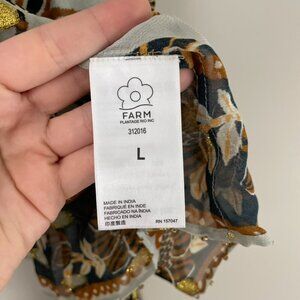 FARM
PLANTAGE RIO INC
312016
L
MADE IN INDIA
FABRIQUÉ EN INDE
FABRICADO NA ÍNDIA
HECHO EN INDIA
印度製造
RN 157047